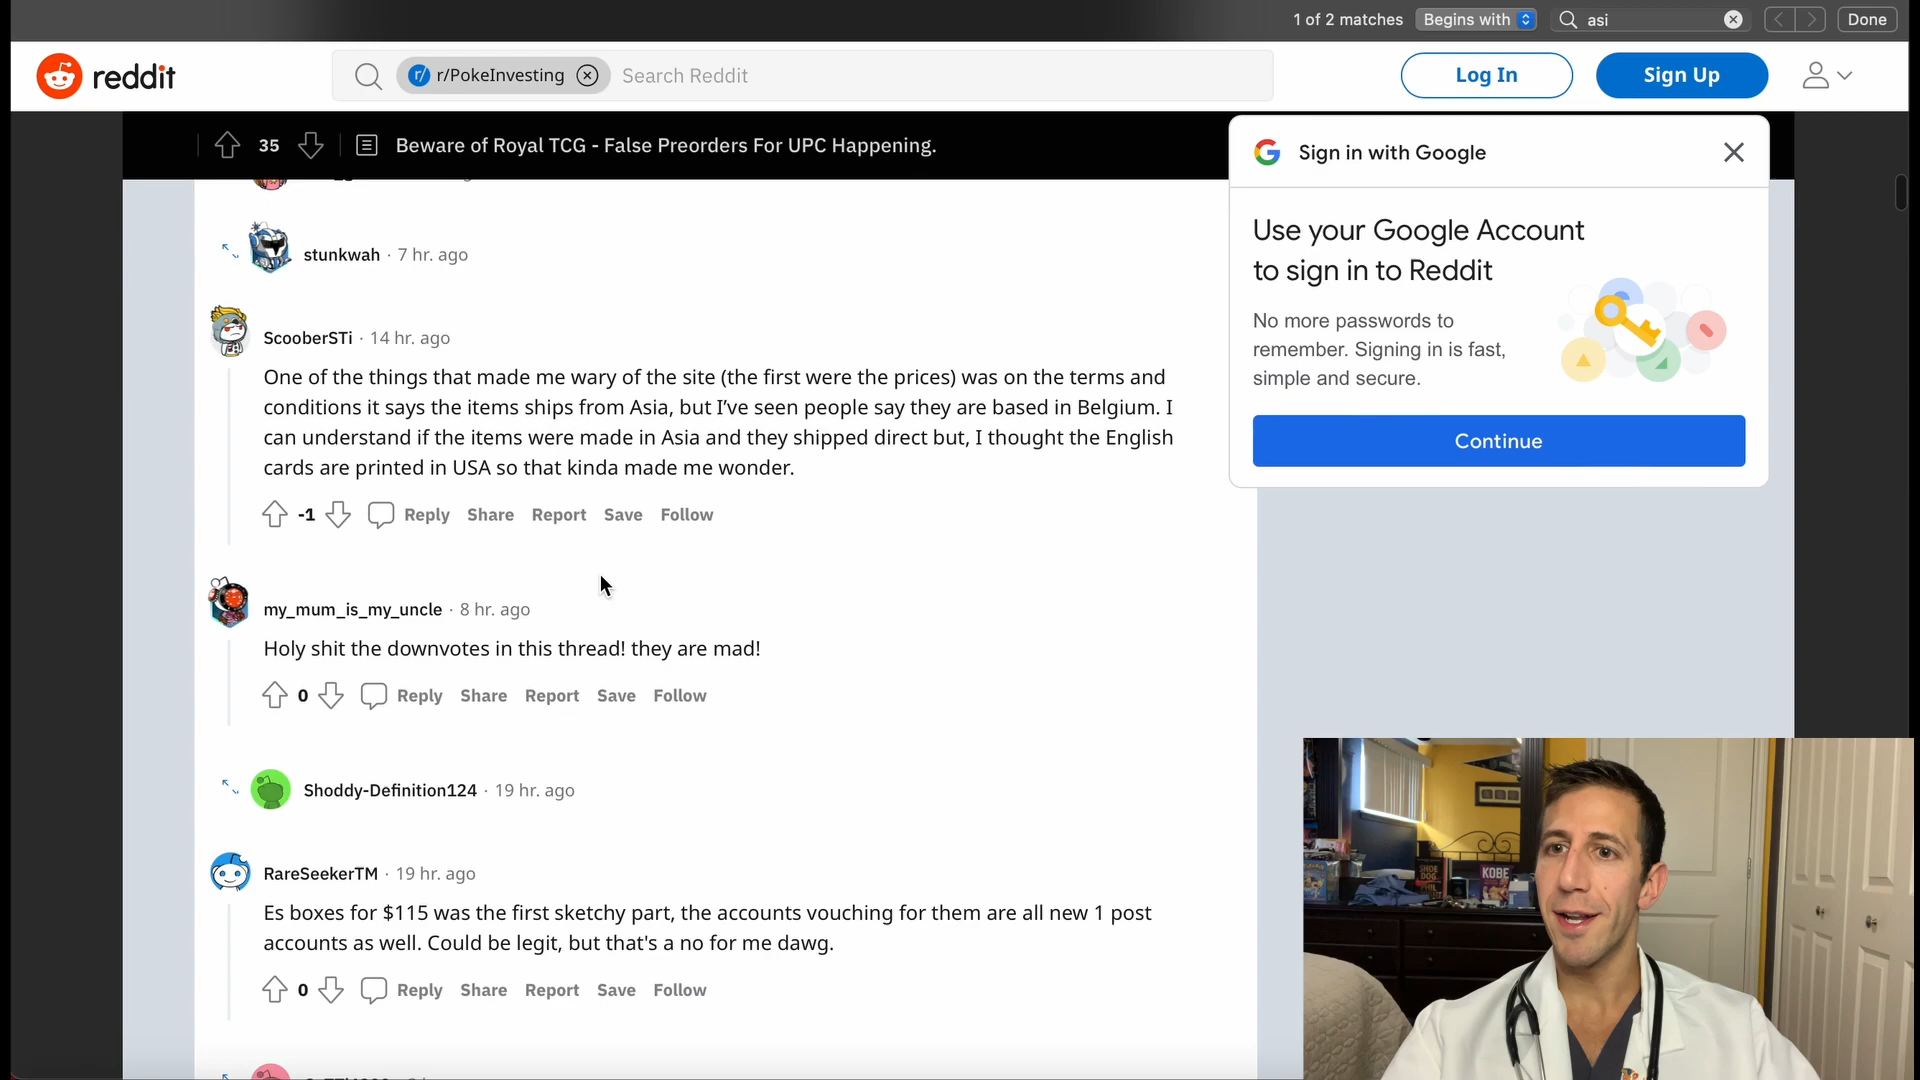 1 of 2 matches
Begins with
asi
Done
reddit
r/PokeInvesting
Search Reddit
Log In
Sign Up
35
Beware of Royal TCG - False Preorders For UPC Happening.
Sign in with Google
Use your Google Account
to sign in to Reddit
No more passwords to
remember. Signing in is fast,
simple and secure.
Continue
stunkwah · 7 hr. ago
ScooberSTi · 14 hr. ago
One of the things that made me wary of the site (the first were the prices) was on the terms and
conditions it says the items ships from Asia, but I've seen people say they are based in Belgium. I
can understand if the items were made in Asia and they shipped direct but, I thought the English
cards are printed in USA so that kinda made me wonder.
-1 Reply Share Report Save Follow
my_mum_is_my_uncle · 8 hr. ago
Holy shit the downvotes in this thread! they are mad!
0 Reply Share Report Save Follow
Shoddy-Definition124 · 19 hr. ago
RareSeekerTM · 19 hr. ago
Es boxes for $115 was the first sketchy part, the accounts vouching for them are all new 1 post
accounts as well. Could be legit, but that's a no for me dawg.
0 Reply Share Report Save Follow
SHOE
DOG
KOBE